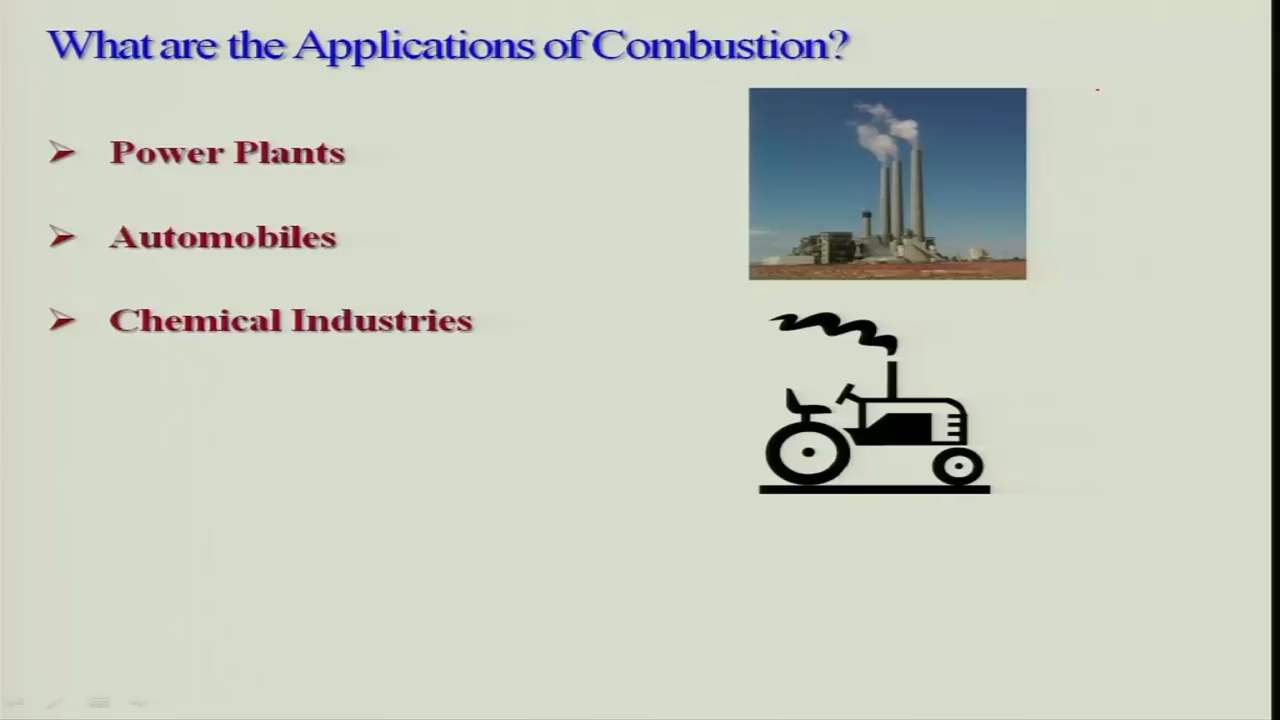 What are the Applications of Combustion?
Power Plants
Automobiles
Chemical Industries